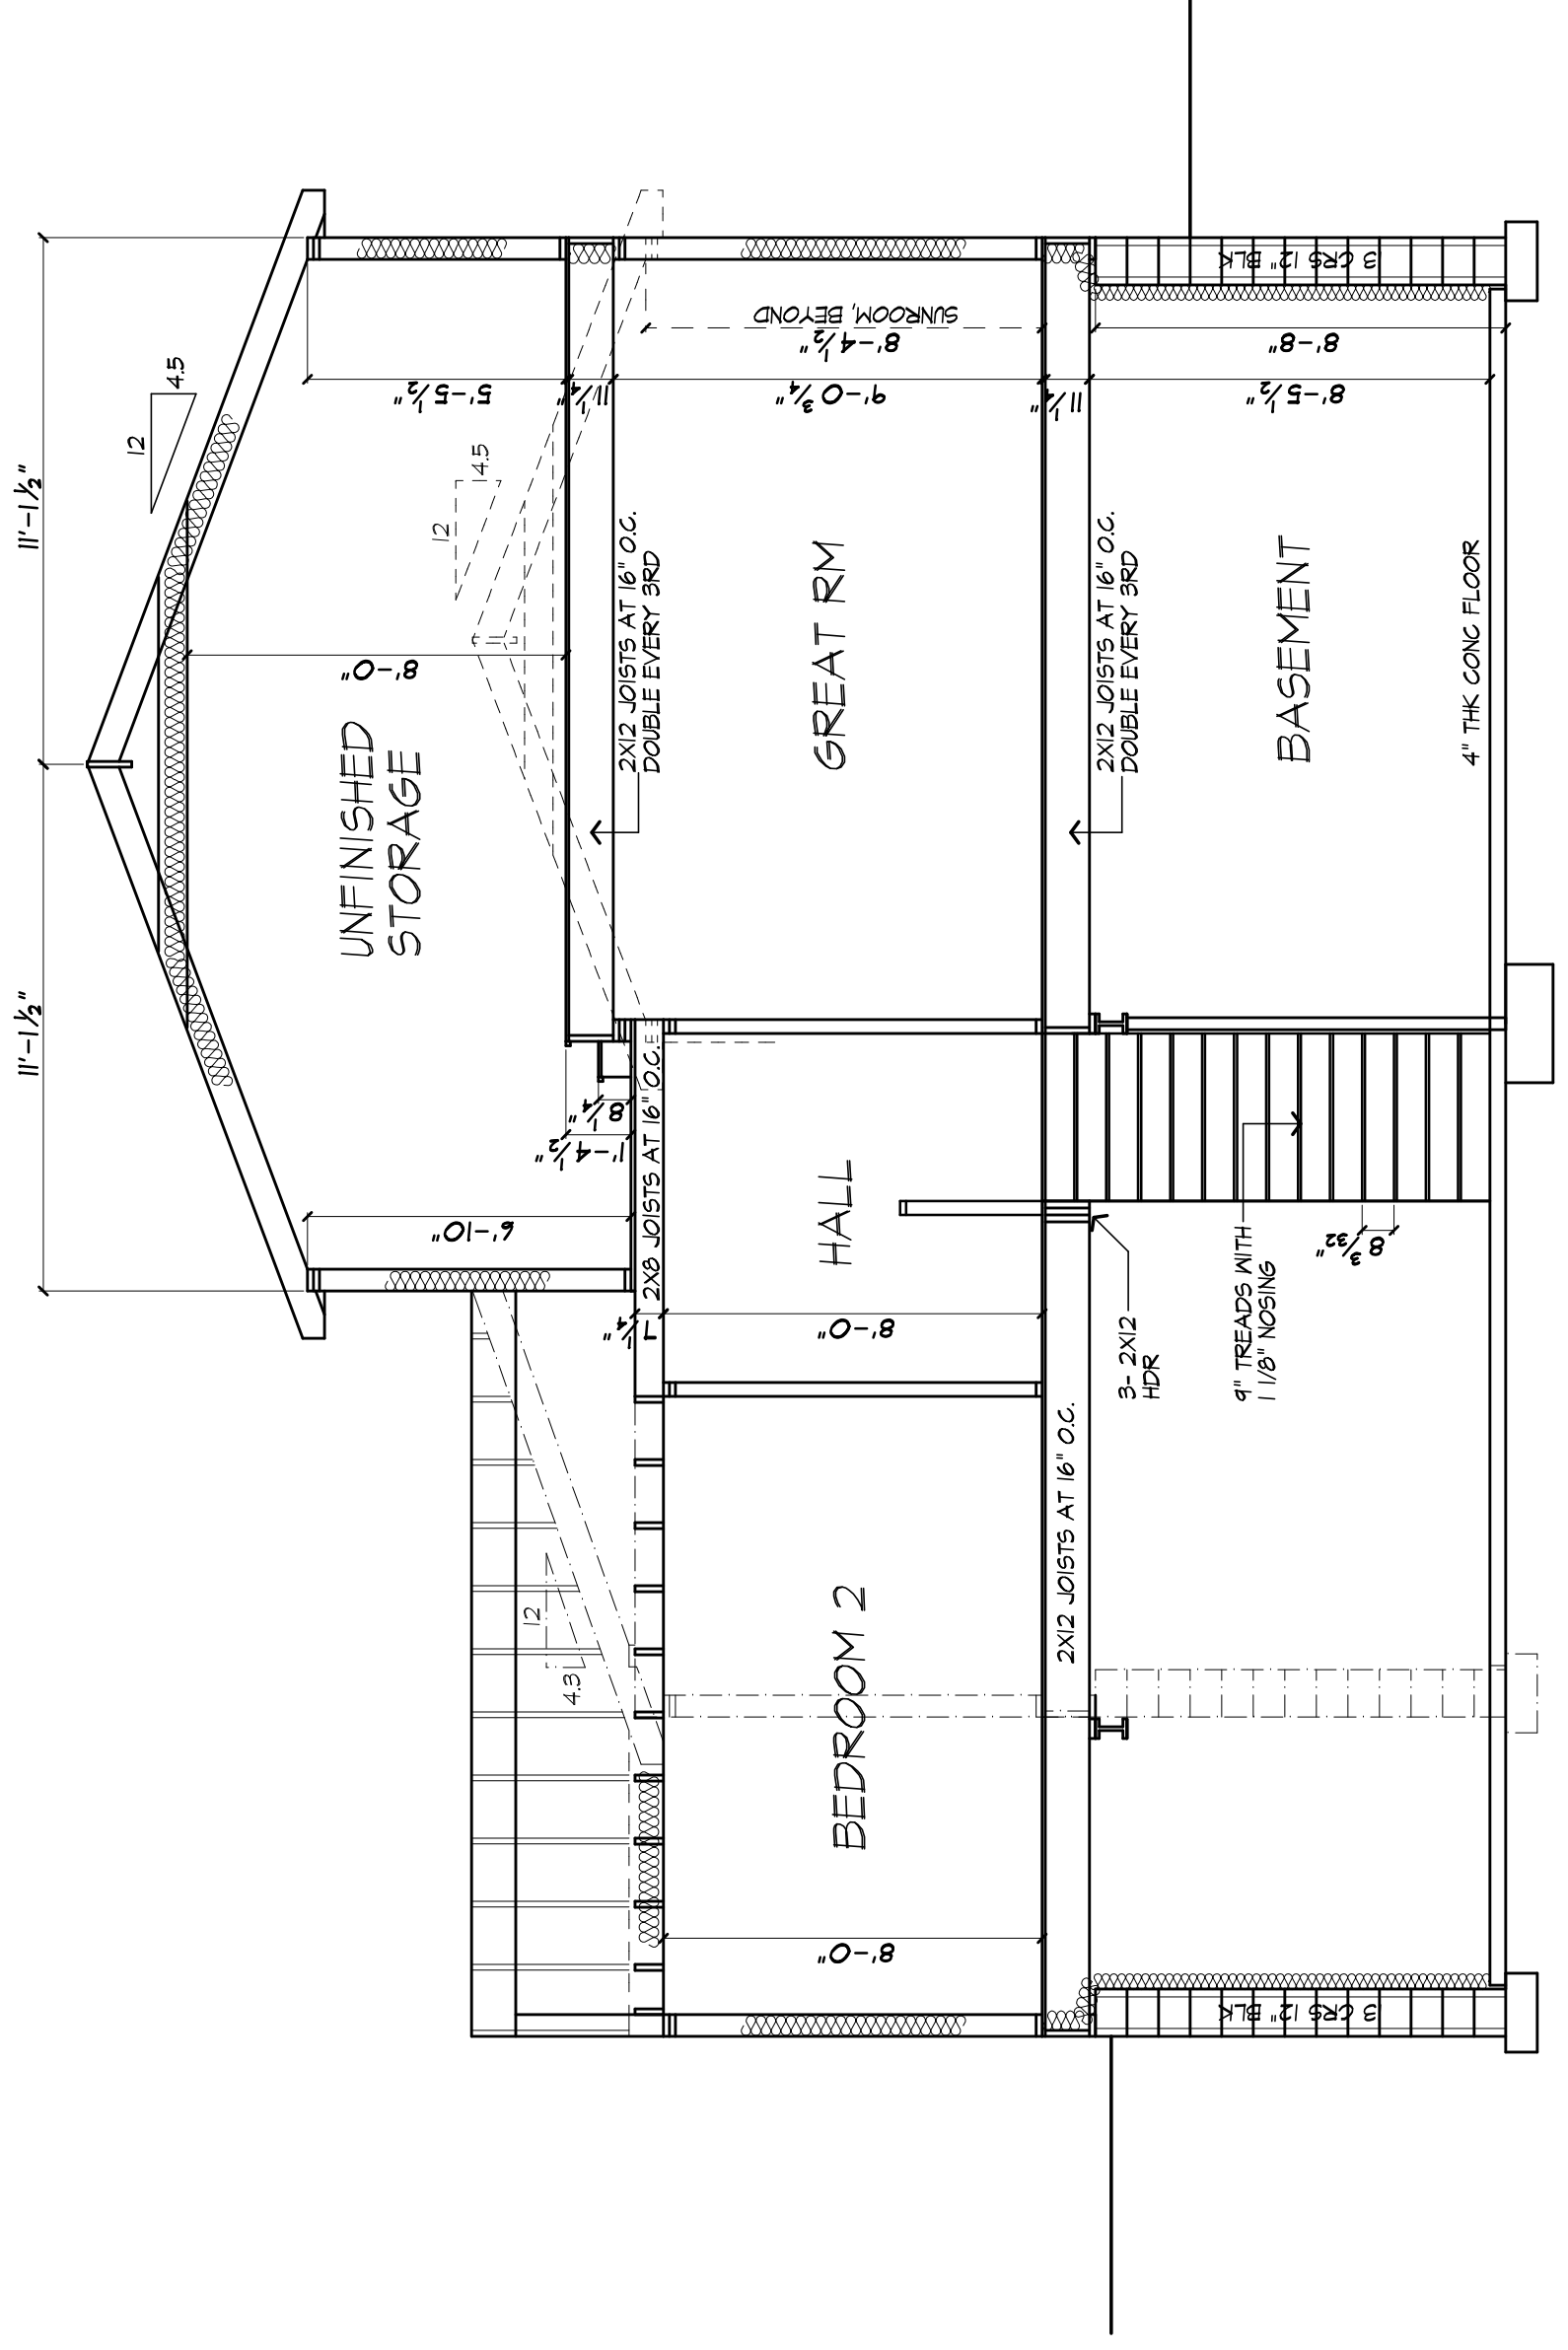 11'-1 ½"
11'-1 ½"
12
4.5
UNFINISHED
STORAGE
8'-0"
5'-5 ½"
6'-10"
12
4.5
11 ¼"
2X12 JOISTS AT 16" O.C.
DOUBLE EVERY 3RD
8 ¼"
1'-4 ½"
2X8 JOISTS AT 16" O.C.
7 ¼"
12
4.3
BEDROOM 2
8'-0"
HALL
8'-0"
GREAT RM
9'-0 ¾"
8'-4 ½"
SUNROOM, BEYOND
11 ¼"
2X12 JOISTS AT 16" O.C.
2X12 JOISTS AT 16" O.C.
DOUBLE EVERY 3RD
3- 2X12
HDR
9" TREADS WITH
1 1/8" NOSING
8 3/32"
BASEMENT
8'-5 ½"
8'-8"
3 CRS 12" BLK
3 CRS 12" BLK
4" THK CONC FLOOR